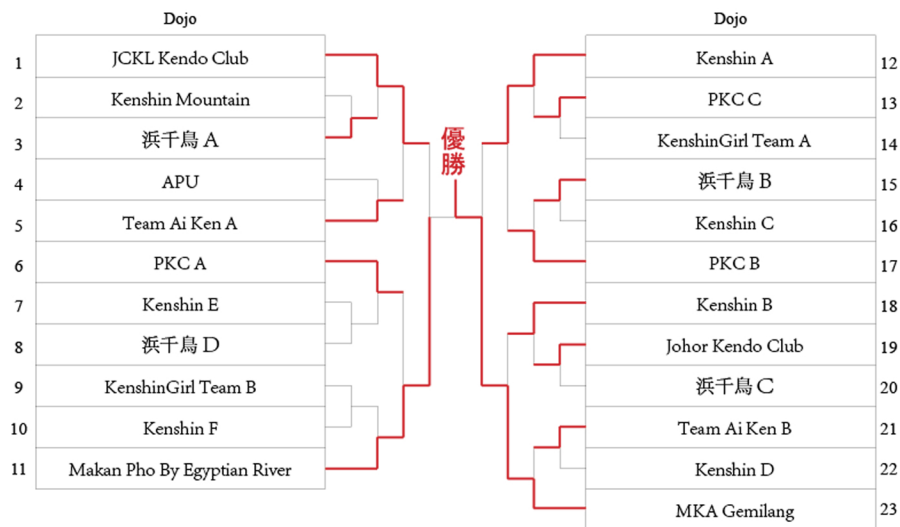 Dojo
1 JCKL Kendo Club
2 Kenshin Mountain
3 浜千鳥 A
4 APU
5 Team Ai Ken A
6 PKC A
7 Kenshin E
8 浜千鳥 D
9 KenshinGirl Team B
10 Kenshin F
11 Makan Pho By Egyptian River
優勝
Dojo
Kenshin A 12
PKC C 13
KenshinGirl Team A 14
浜千鳥 B 15
Kenshin C 16
PKC B 17
Kenshin B 18
Johor Kendo Club 19
浜千鳥 C 20
Team Ai Ken B 21
Kenshin D 22
MKA Gemilang 23